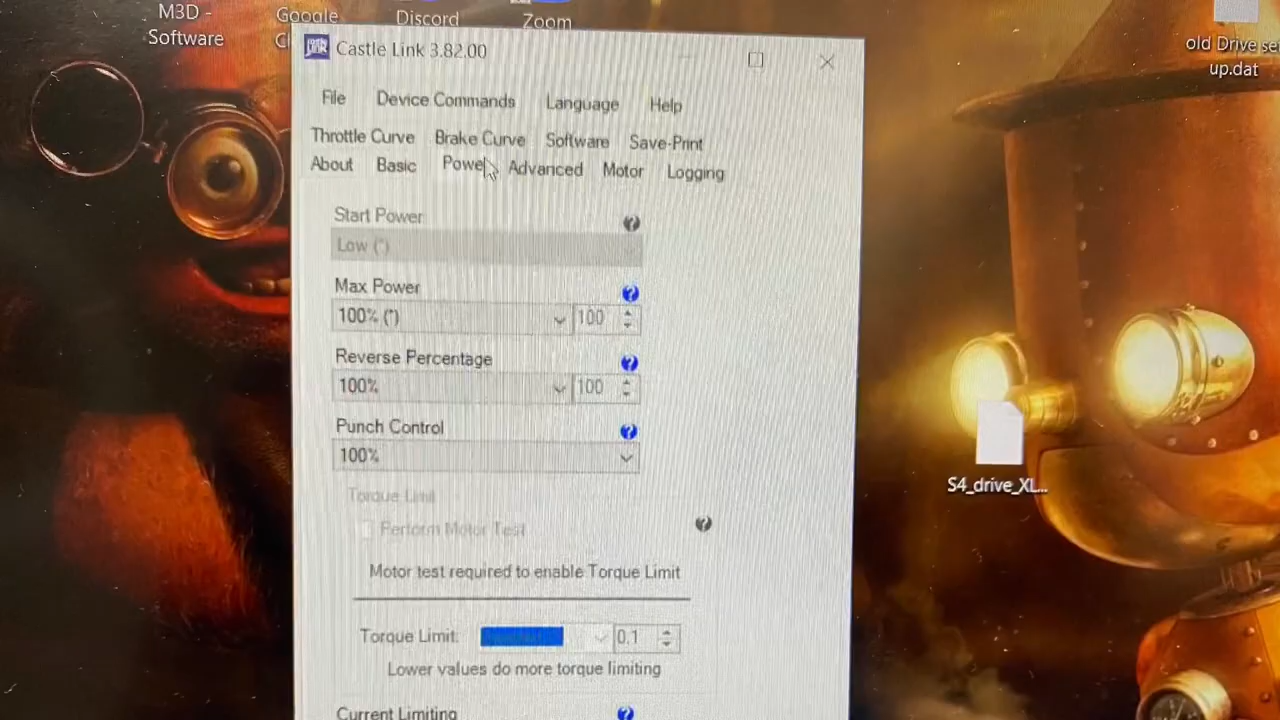 M3D -
Software
Google
Discord
Zoom
old Drive set
up.dat
Castle Link 3.82.00
File Device Commands Language Help
Throttle Curve Brake Curve Software Save-Print
About Basic Power Advanced Motor Logging
Start Power
Low (*)
Max Power
100% (*) 100
Reverse Percentage
100% 100
Punch Control
100%
Torque Limit
Perform Motor Test
Motor test required to enable Torque Limit
Torque Limit: 0.1
Lower values do more torque limiting
Current Limiting
S4_drive_XL...